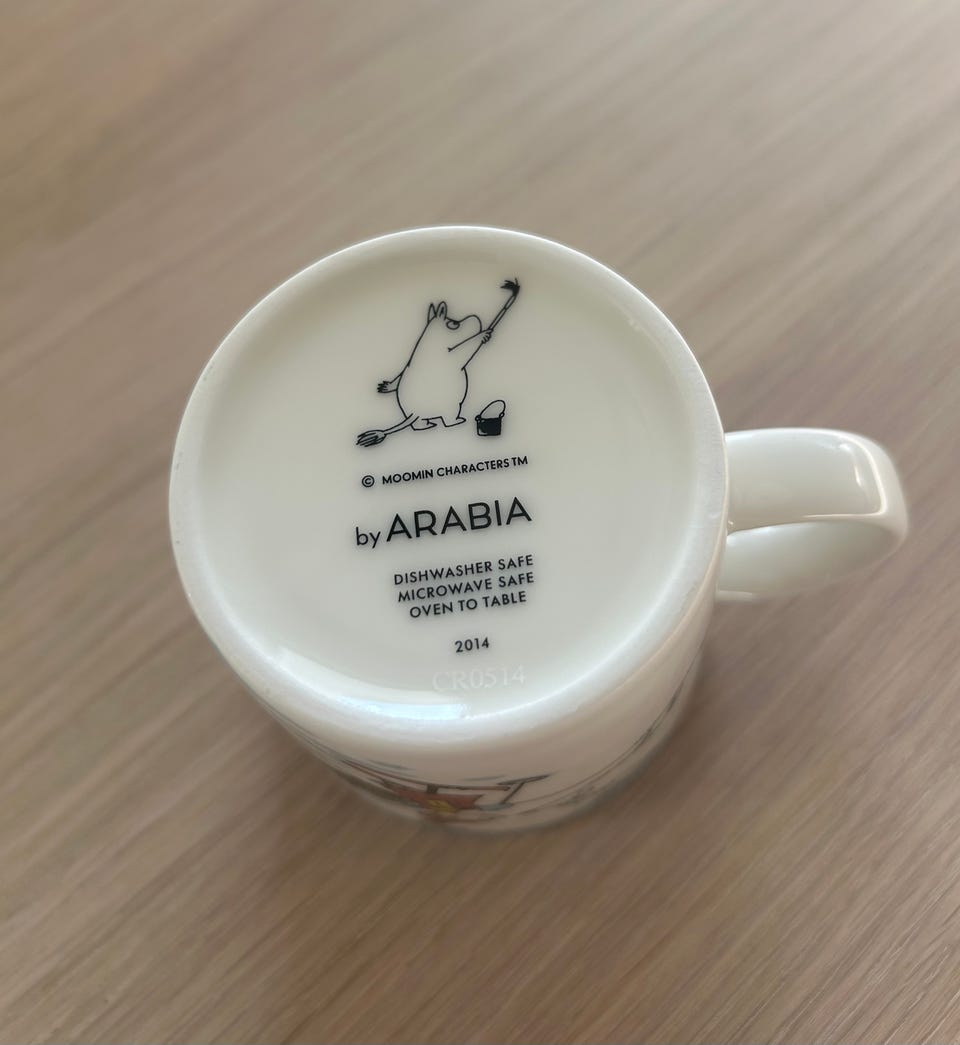 © MOOMIN CHARACTERS TM
by ARABIA
DISHWASHER SAFE
MICROWAVE SAFE
OVEN TO TABLE
2014
CR0514